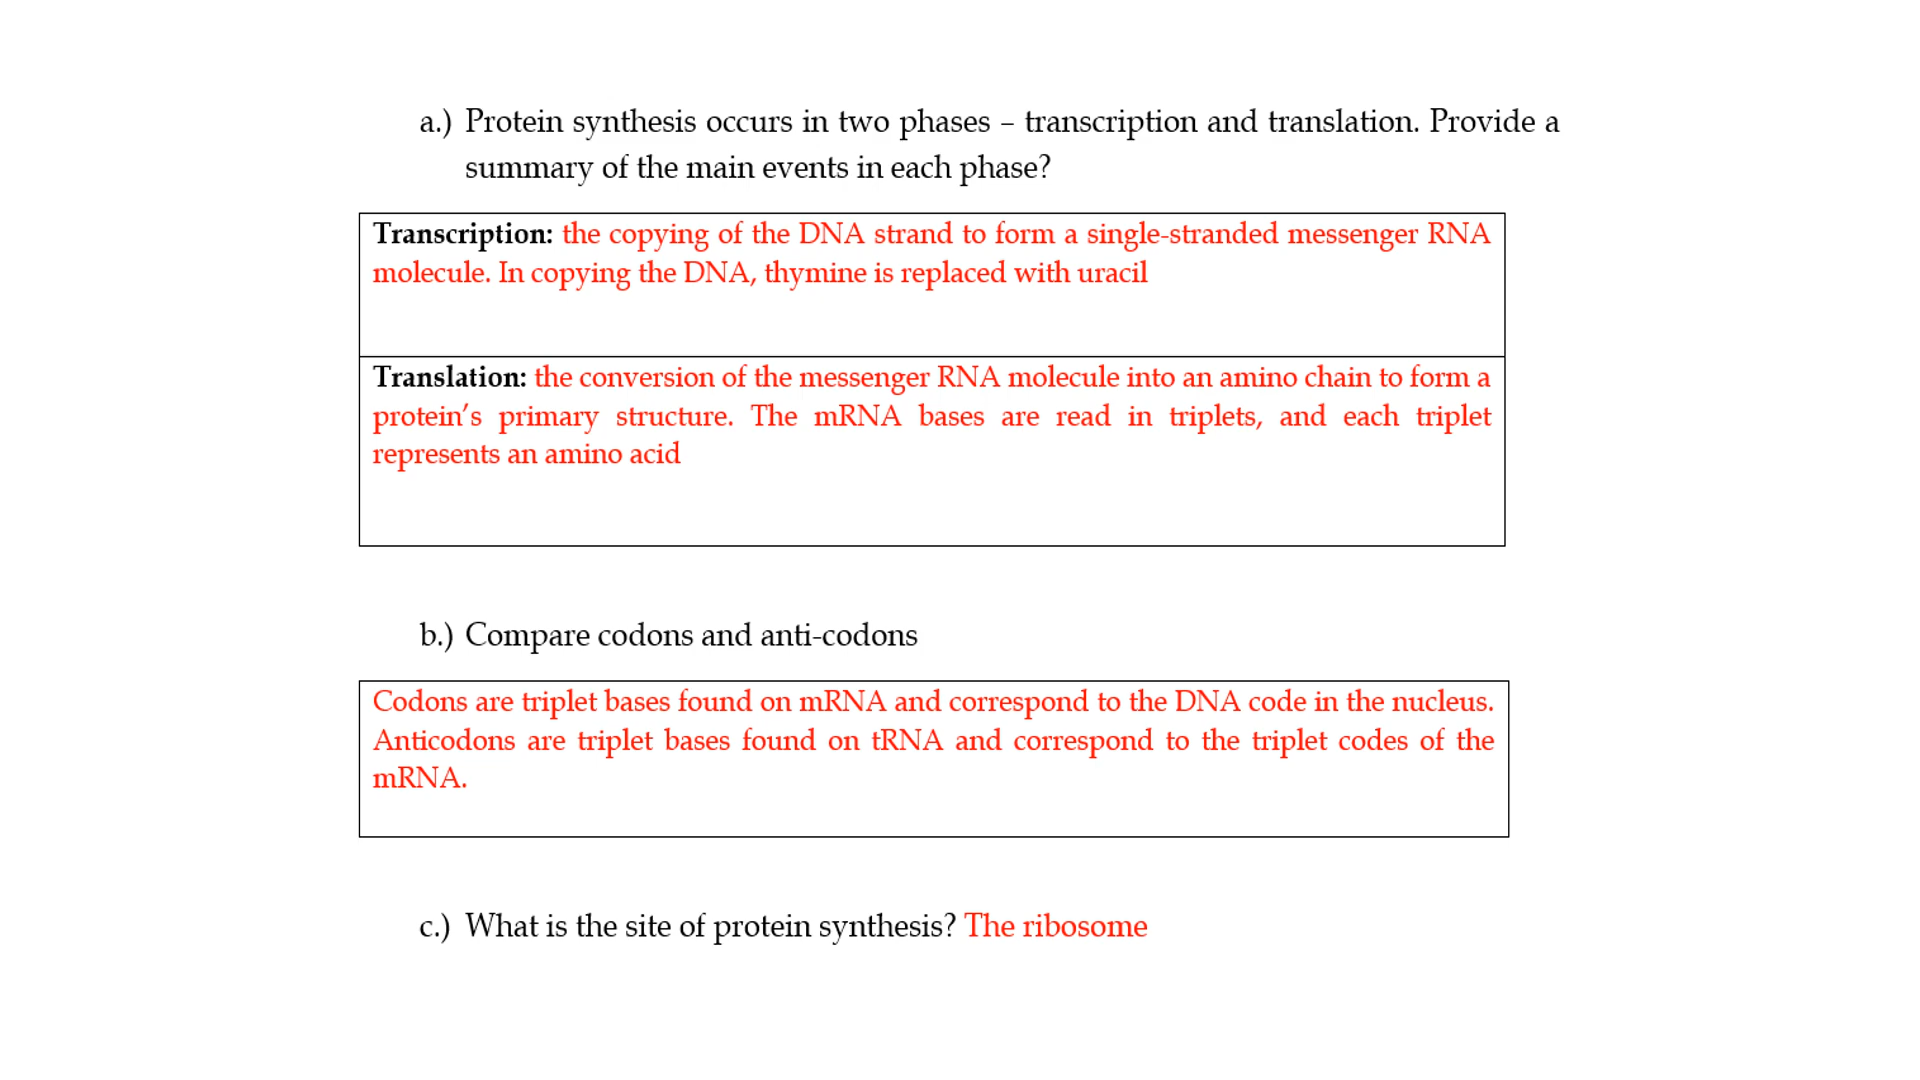 a.) Protein synthesis occurs in two phases – transcription and translation. Provide a
summary of the main events in each phase?
Transcription: the copying of the DNA strand to form a single-stranded messenger RNA
molecule. In copying the DNA, thymine is replaced with uracil
Translation: the conversion of the messenger RNA molecule into an amino chain to form a
protein’s primary structure. The mRNA bases are read in triplets, and each triplet
represents an amino acid
b.) Compare codons and anti-codons
Codons are triplet bases found on mRNA and correspond to the DNA code in the nucleus.
Anticodons are triplet bases found on tRNA and correspond to the triplet codes of the
mRNA.
c.) What is the site of protein synthesis? The ribosome